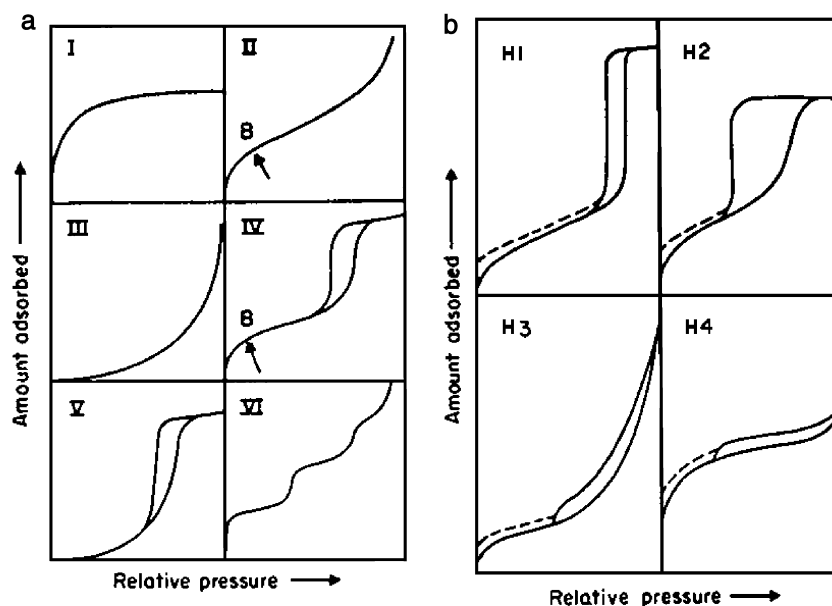 a
I
II
B
III
IV
B
V
VI
Amount adsorbed
Relative pressure
b
H1
H2
H3
H4
Amount adsorbed
Relative pressure